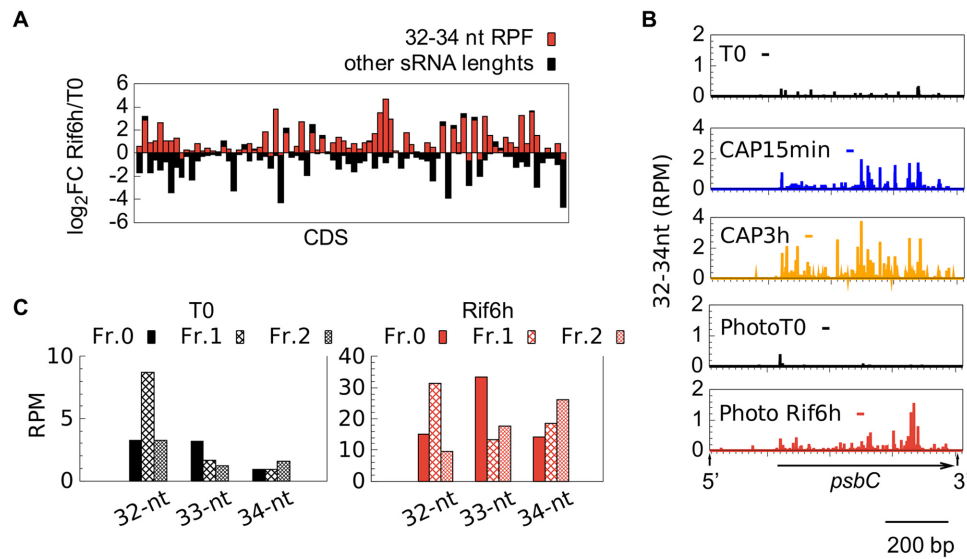 A
32-34 nt RPF
other sRNA lenghts
log2FC Rif6h/T0
6
4
2
0
-2
-4
-6
CDS
B
32-34nt (RPM)
2
1
0
T0
4
2
0
CAP15min
4
2
0
CAP3h
2
1
0
PhotoT0
2
1
0
Photo Rif6h
5’
psbC
3
200 bp
C
T0
Fr.0
Fr.1
Fr.2
RPM
10
5
0
32-nt
33-nt
34-nt
Rif6h
Fr.0
Fr.1
Fr.2
40
30
20
10
0
32-nt
33-nt
34-nt